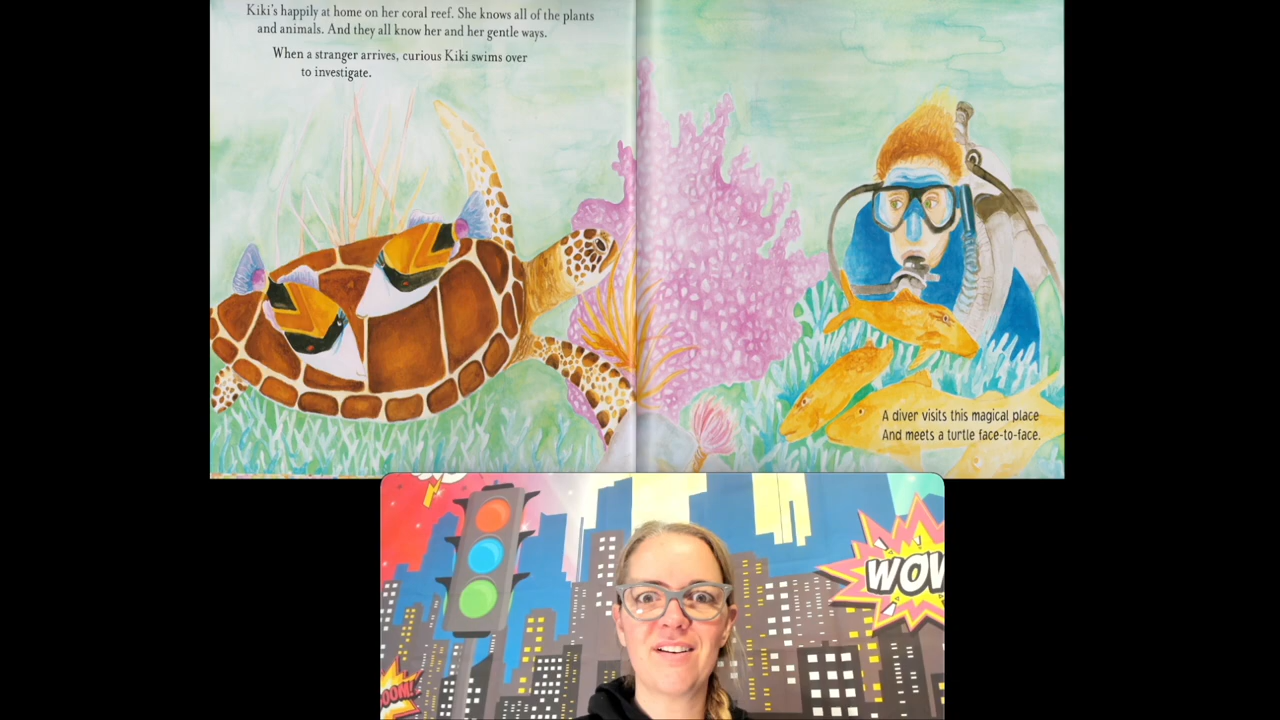 Kiki's happily at home on her coral reef. She knows all of the plants
and animals. And they all know her and her gentle ways.
When a stranger arrives, curious Kiki swims over
to investigate.
A diver visits this magical place
And meets a turtle face-to-face.
WOW
BOOM!